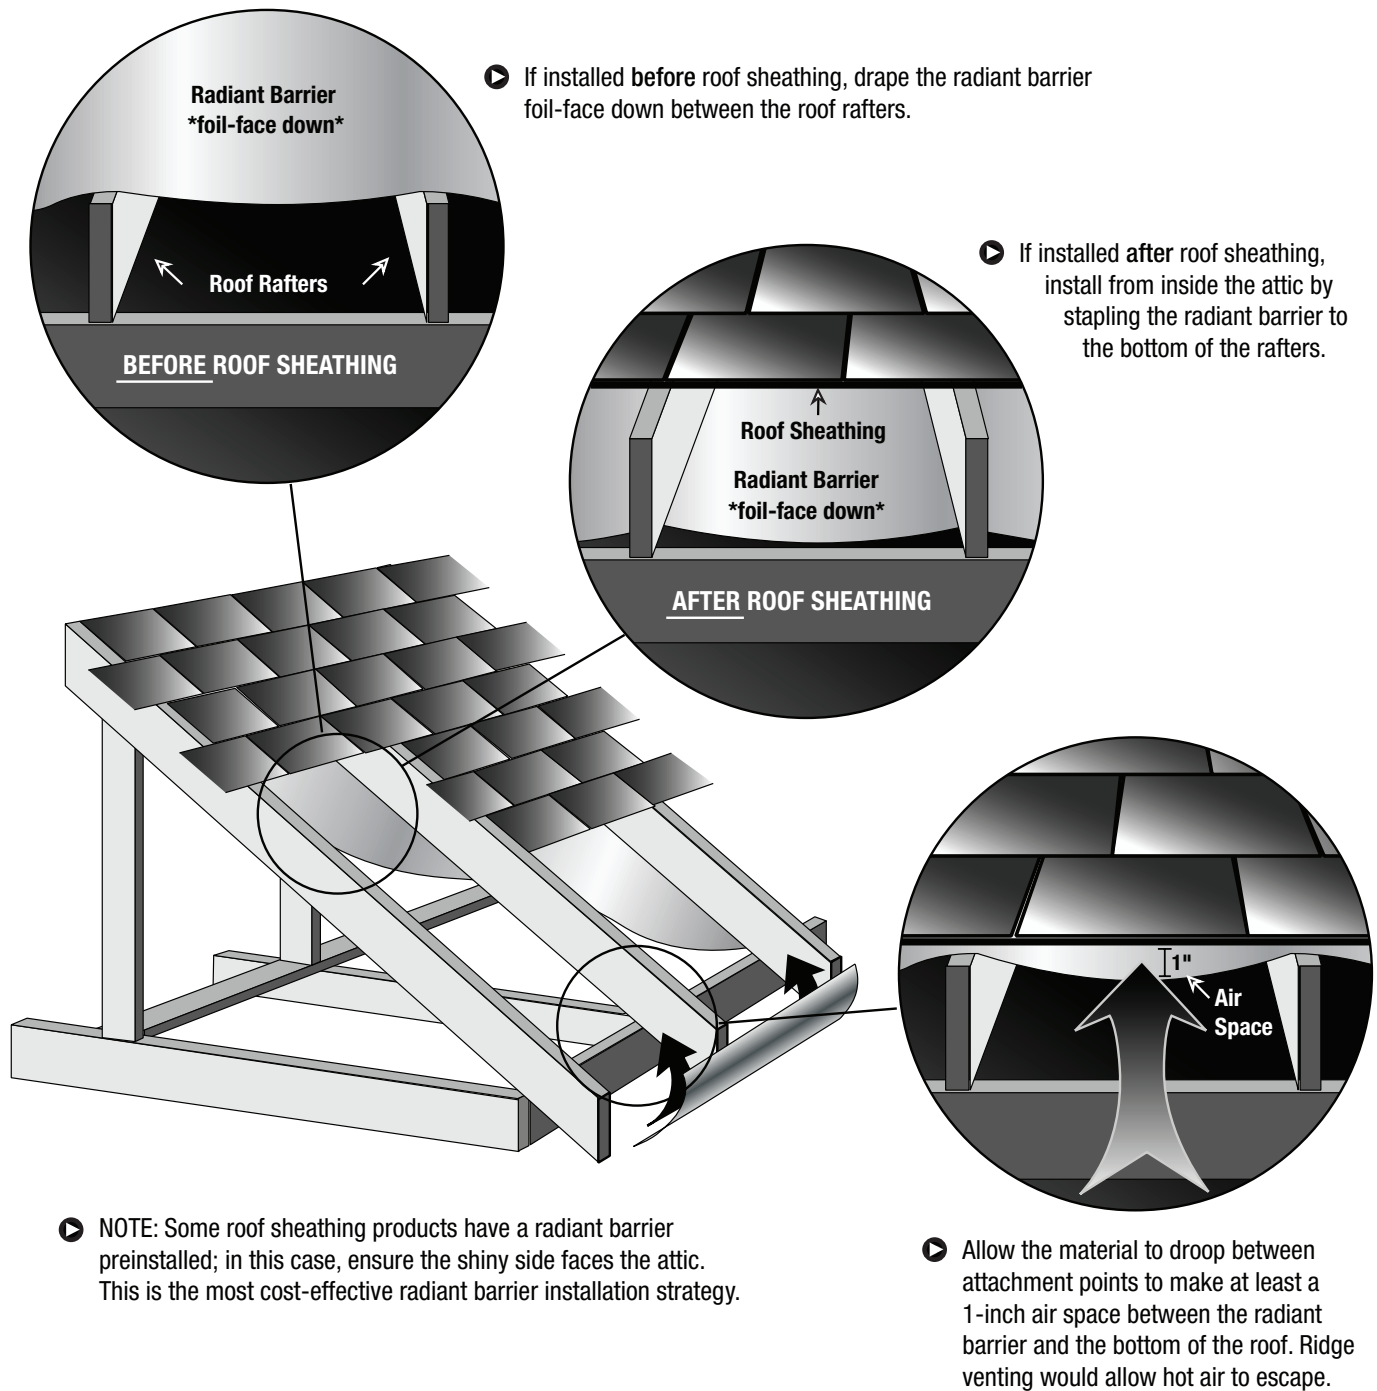 Radiant Barrier
*foil-face down*
Roof Rafters
BEFORE ROOF SHEATHING
If installed before roof sheathing, drape the radiant barrier
foil-face down between the roof rafters.
If installed after roof sheathing,
install from inside the attic by
stapling the radiant barrier to
the bottom of the rafters.
Roof Sheathing
Radiant Barrier
*foil-face down*
AFTER ROOF SHEATHING
1"
Air
Space
NOTE: Some roof sheathing products have a radiant barrier
preinstalled; in this case, ensure the shiny side faces the attic.
This is the most cost-effective radiant barrier installation strategy.
Allow the material to droop between
attachment points to make at least a
1-inch air space between the radiant
barrier and the bottom of the roof. Ridge
venting would allow hot air to escape.